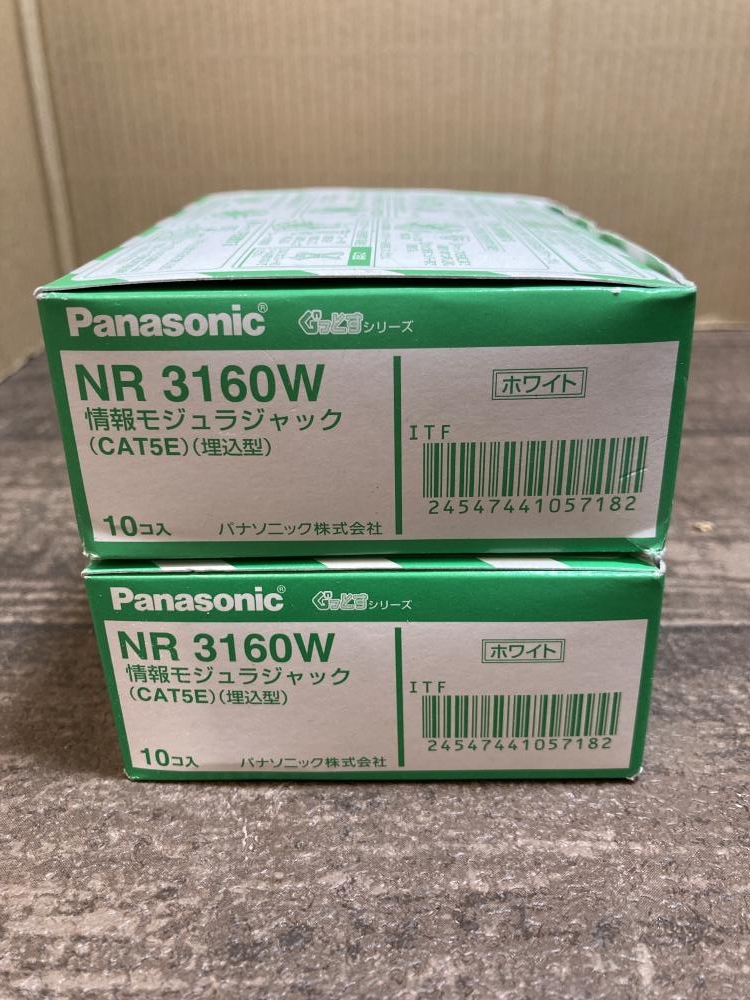 Panasonic® ぐっとすシリーズ
NR 3160W
情報モジュラジャック
(CAT5E)(埋込型)
10コ入
パナソニック株式会社
ホワイト
ITF
24547441057182
Panasonic® ぐっとすシリーズ
NR 3160W
情報モジュラジャック
(CAT5E)(埋込型)
10コ入
パナソニック株式会社
ホワイト
ITF
24547441057182